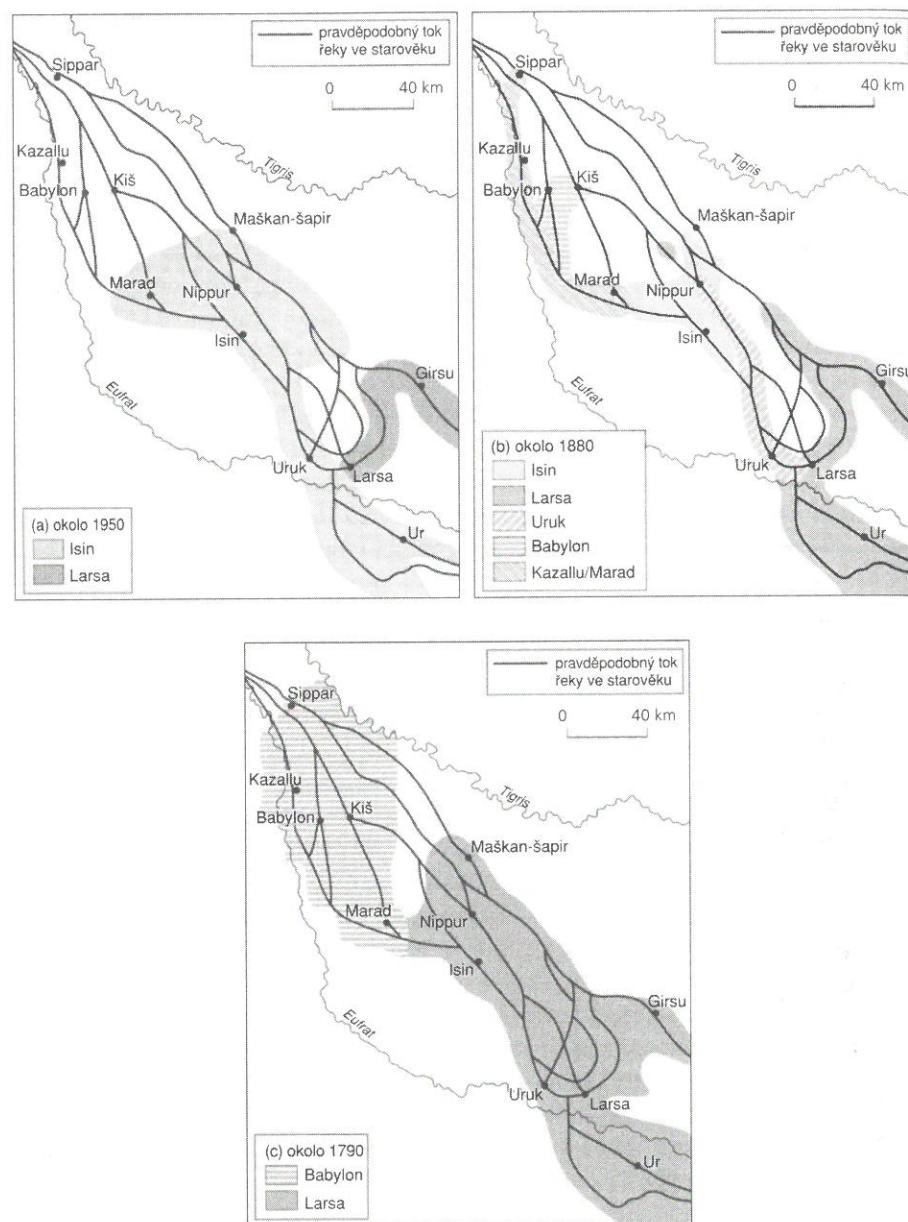 pravděpodobný tok
řeky ve starověku
0 40 km
Sippar
Tigris
Kazallu
Kiš
Babylon
Maškan-šapir
Marad
Nippur
Isin
Girsu
Eufrat
Uruk
Larsa
Ur
(a) okolo 1950
Isin
Larsa
pravděpodobný tok
řeky ve starověku
0 40 km
Sippar
Tigris
Kazallu
Kiš
Babylon
Maškan-šapir
Marad
Nippur
Isin
Girsu
Eufrat
Uruk
Larsa
Ur
(b) okolo 1880
Isin
Larsa
Uruk
Babylon
Kazallu/Marad
pravděpodobný tok
řeky ve starověku
0 40 km
Sippar
Tigris
Kazallu
Kiš
Babylon
Maškan-šapir
Marad
Nippur
Isin
Girsu
Eufrat
Uruk
Larsa
Ur
(c) okolo 1790
Babylon
Larsa